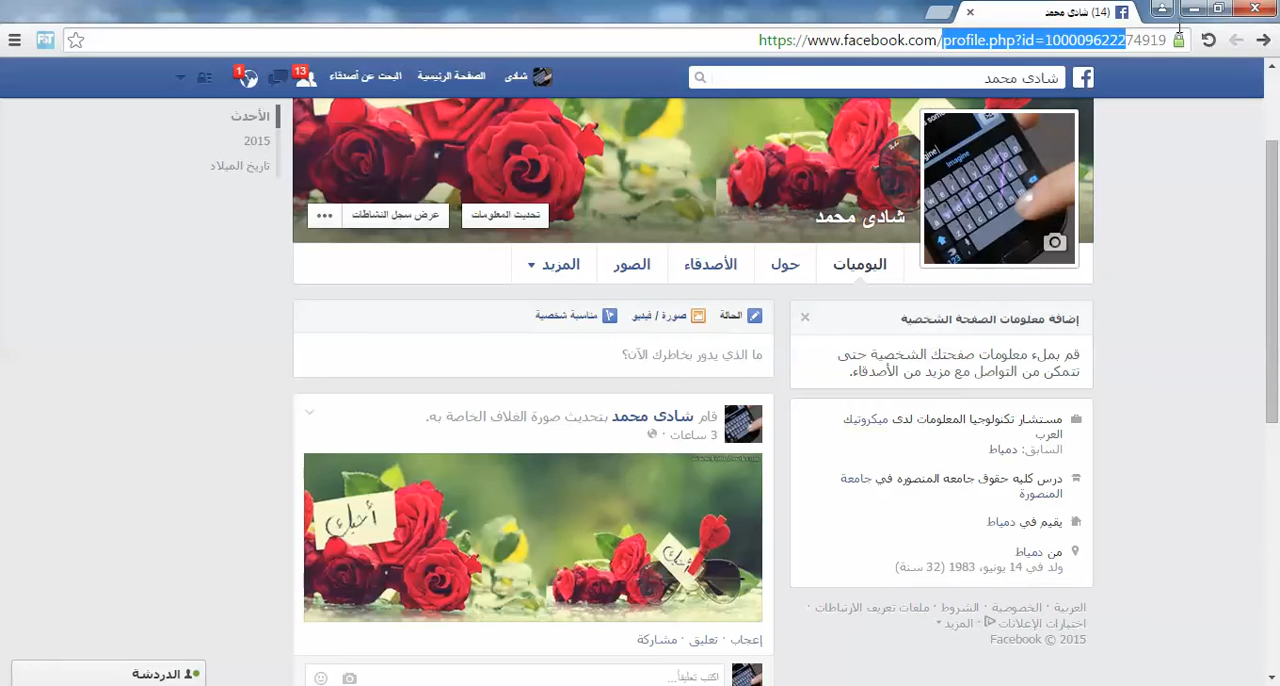 (14) شادى محمد
https://www.facebook.com/profile.php?id=100009622274919
شادى محمد
شادى
الصفحة الرئيسية
البحث عن أصدقاء
13
1
الأحدث
2015
تاريخ الميلاد
Imagine
شادى محمد
تحديث المعلومات
عرض سجل النشاطات
اليوميات
حول
الأصدقاء
الصور
المزيد
إضافة معلومات الصفحة الشخصية
قم بملء معلومات صفحتك الشخصية حتى
تتمكن من التواصل مع مزيد من الأصدقاء.
مستشار تكنولوجيا المعلومات لدى ميكروتيك
العرب
السابق: دمياط
درس كليه حقوق جامعه المنصوره في جامعة
المنصورة
يقيم في دمياط
من دمياط
ولد في 14 يونيو، 1983 (32 سنة)
العربية · الخصوصية · الشروط · ملفات تعريف الارتباطات ·
اختيارات الإعلانات · المزيد
Facebook © 2015
الحالة
صورة / فيديو
مناسبة شخصية
ما الذي يدور بخاطرك الآن؟
قام شادى محمد بتحديث صورة الغلاف الخاصة به.
3 ساعات ·
أحبك
إعجاب · تعليق · مشاركة
اكتب تعليقاً...
الدردشة